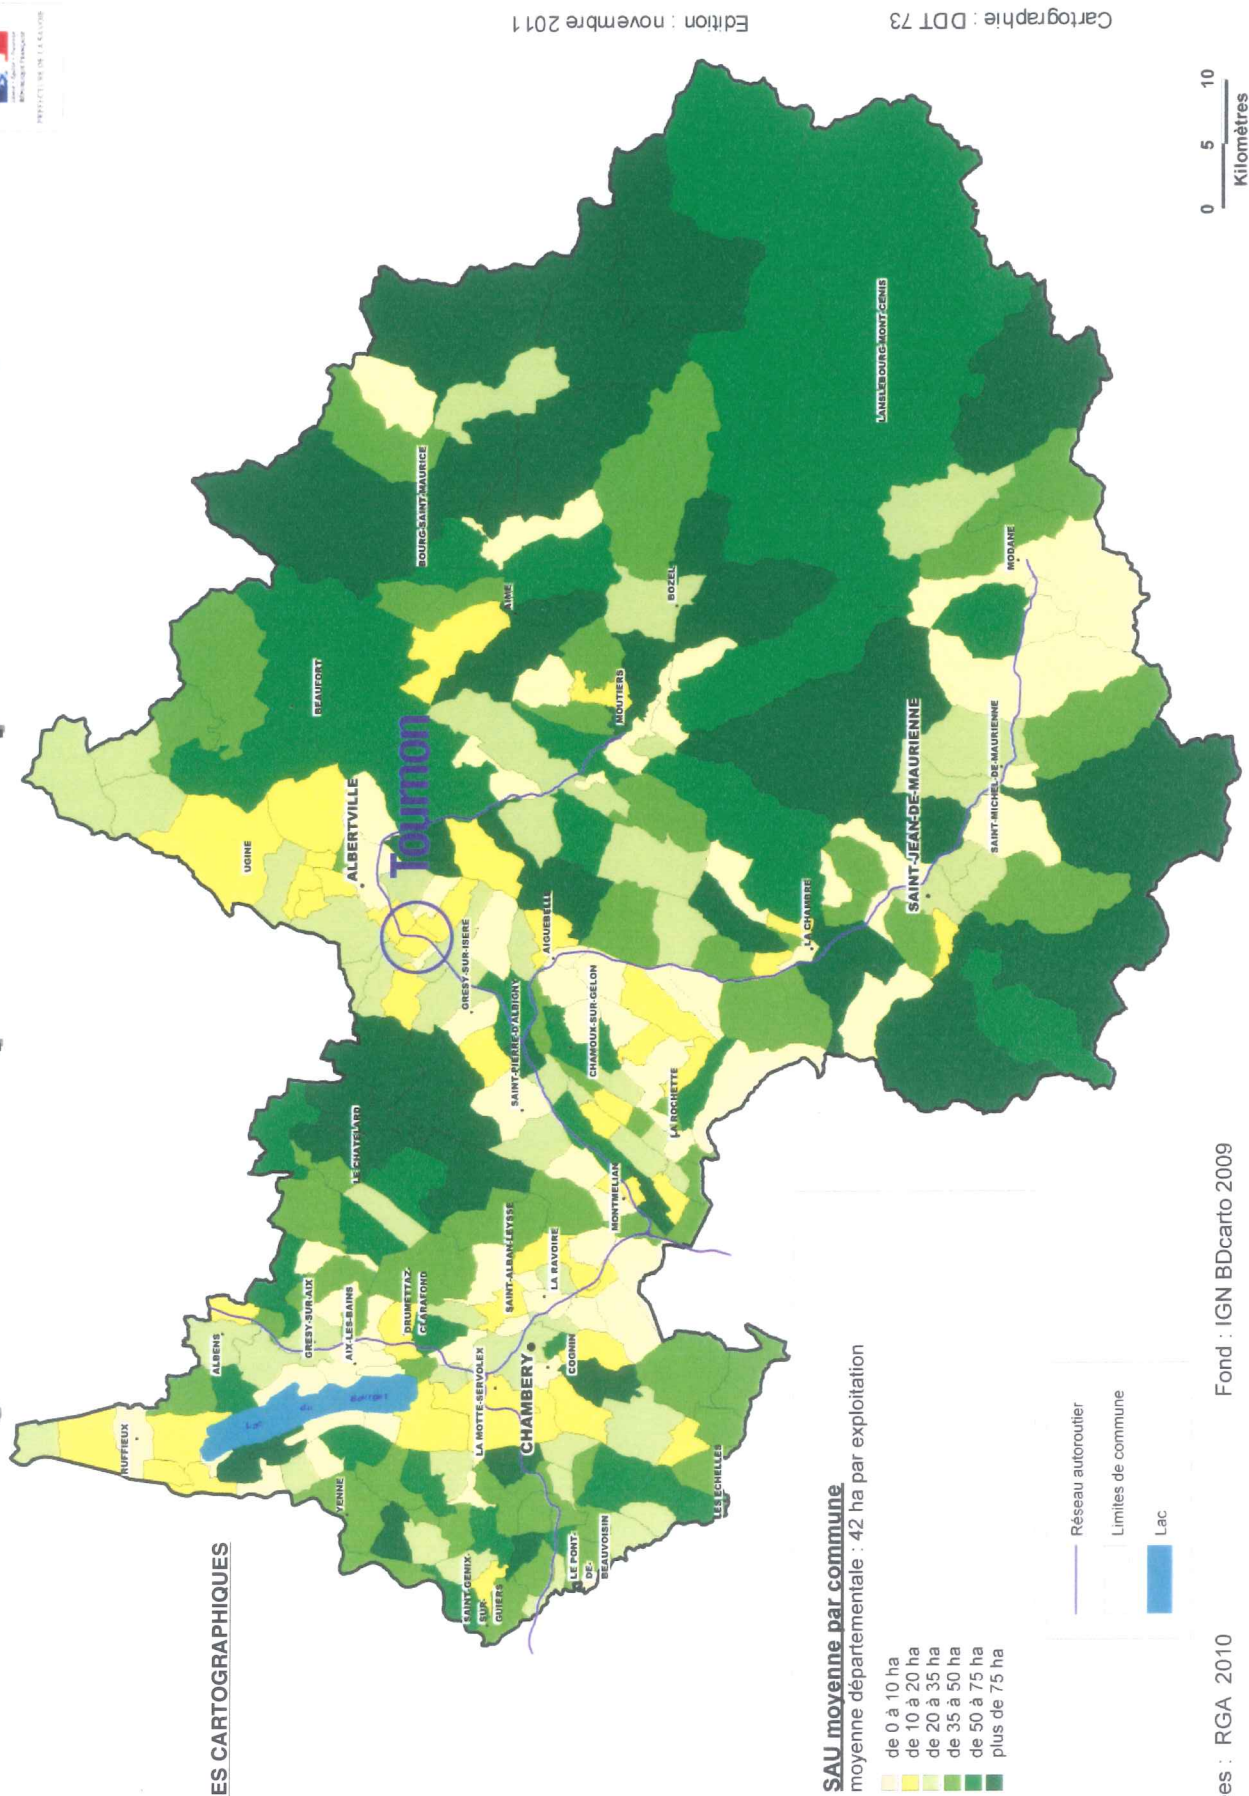 ES CARTOGRAPHIQUES
RÉPUBLIQUE FRANÇAISE
RUFFIEUX
ALBENS
GRESY-SUR-AIX
AIX-LES-BAINS
DRUMETTAZ-
CLARAFOND
YENNE
LA MOTTE-SERVOLEX
CHAMBERY
COGNIN
SAINT-ALBAN-LEYSSE
LA RAVOIRE
SAINT-GENIX-
SUR-
GUIERS
LE PONT-
DE-
BEAUVOISIN
LES ECHELLES
LE CHATELARD
MONTMELIAN
LA ROCHETTE
SAINT-PIERRE-D'ALBIGNY
CHAMOUX-SUR-GELON
GRESY-SUR-ISERE
AIGUEBELLE
UGINE
ALBERTVILLE
Tournon
BEAUFORT
BOURG-SAINT-MAURICE
AIME
MOUTIERS
BOZEL
LA CHAMBRE
SAINT-JEAN-DE-MAURIENNE
SAINT-MICHEL-DE-MAURIENNE
MODANE
LANSLEBOURG-MONT-CENIS
SAU moyenne par commune
moyenne départementale : 42 ha par exploitation
de 0 à 10 ha
de 10 à 20 ha
de 20 à 35 ha
de 35 à 50 ha
de 50 à 75 ha
plus de 75 ha
Réseau autoroutier
Limites de commune
Lac
es : RGA 2010
Fond : IGN BDcarto 2009
0 5 10
Kilomètres
Edition : novembre 2011
Cartographie : DDT 73